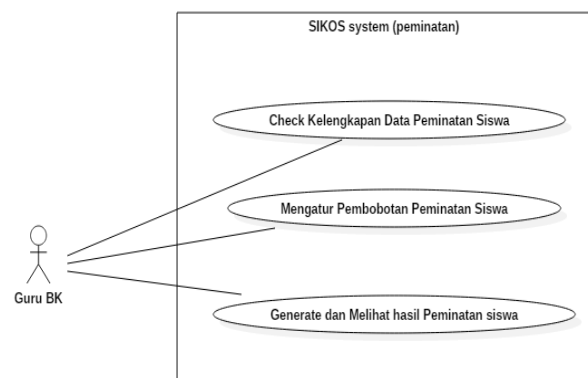 SIKOS system (peminatan)
Check Kelengkapan Data Peminatan Siswa
Mengatur Pembobotan Peminatan Siswa
Guru BK
Generate dan Melihat hasil Peminatan siswa